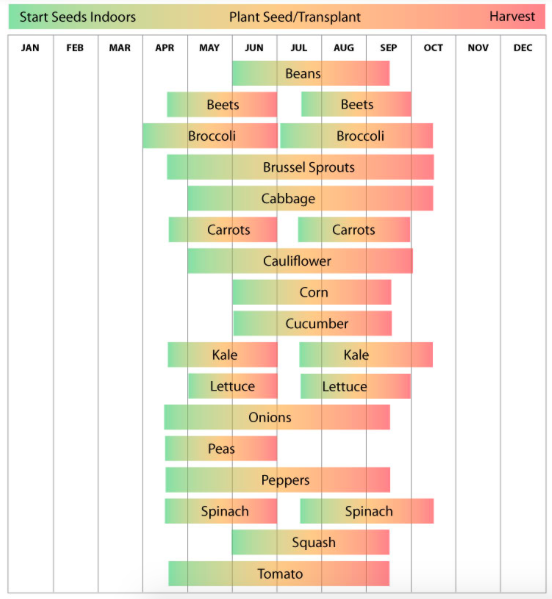 Start Seeds Indoors Plant Seed/Transplant Harvest
JAN FEB MAR APR MAY JUN JUL AUG SEP OCT NOV DEC
Beans
Beets Beets
Broccoli Broccoli
Brussel Sprouts
Cabbage
Carrots Carrots
Cauliflower
Corn
Cucumber
Kale Kale
Lettuce Lettuce
Onions
Peas
Peppers
Spinach Spinach
Squash
Tomato